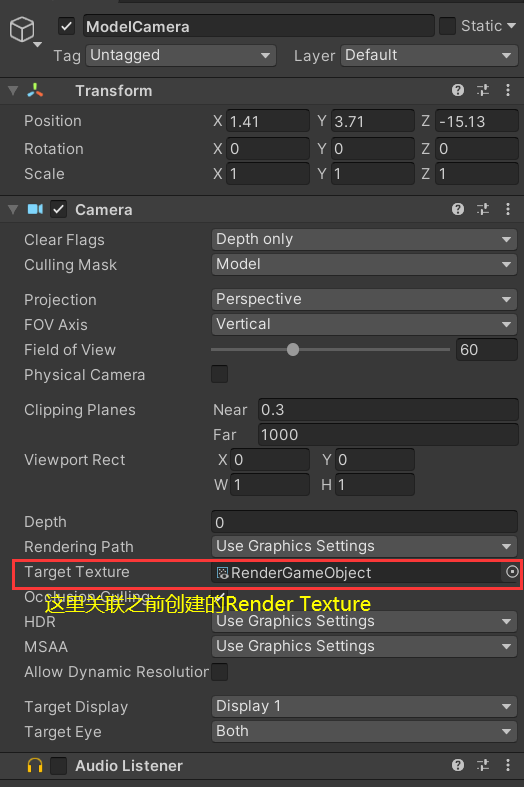 ModelCamera
Static
Tag Untagged Layer Default
Transform
Position X 1.41 Y 3.71 Z -15.13
Rotation X 0 Y 0 Z 0
Scale X 1 Y 1 Z 1
Camera
Clear Flags Depth only
Culling Mask Model
Projection Perspective
FOV Axis Vertical
Field of View 60
Physical Camera
Clipping Planes Near 0.3
Far 1000
Viewport Rect X 0 Y 0
W 1 H 1
Depth 0
Rendering Path Use Graphics Settings
Target Texture RenderGameObject
Occlusion Culling
这里关联之前创建的Render Texture
HDR Use Graphics Settings
MSAA Use Graphics Settings
Allow Dynamic Resolution
Target Display Display 1
Target Eye Both
Audio Listener